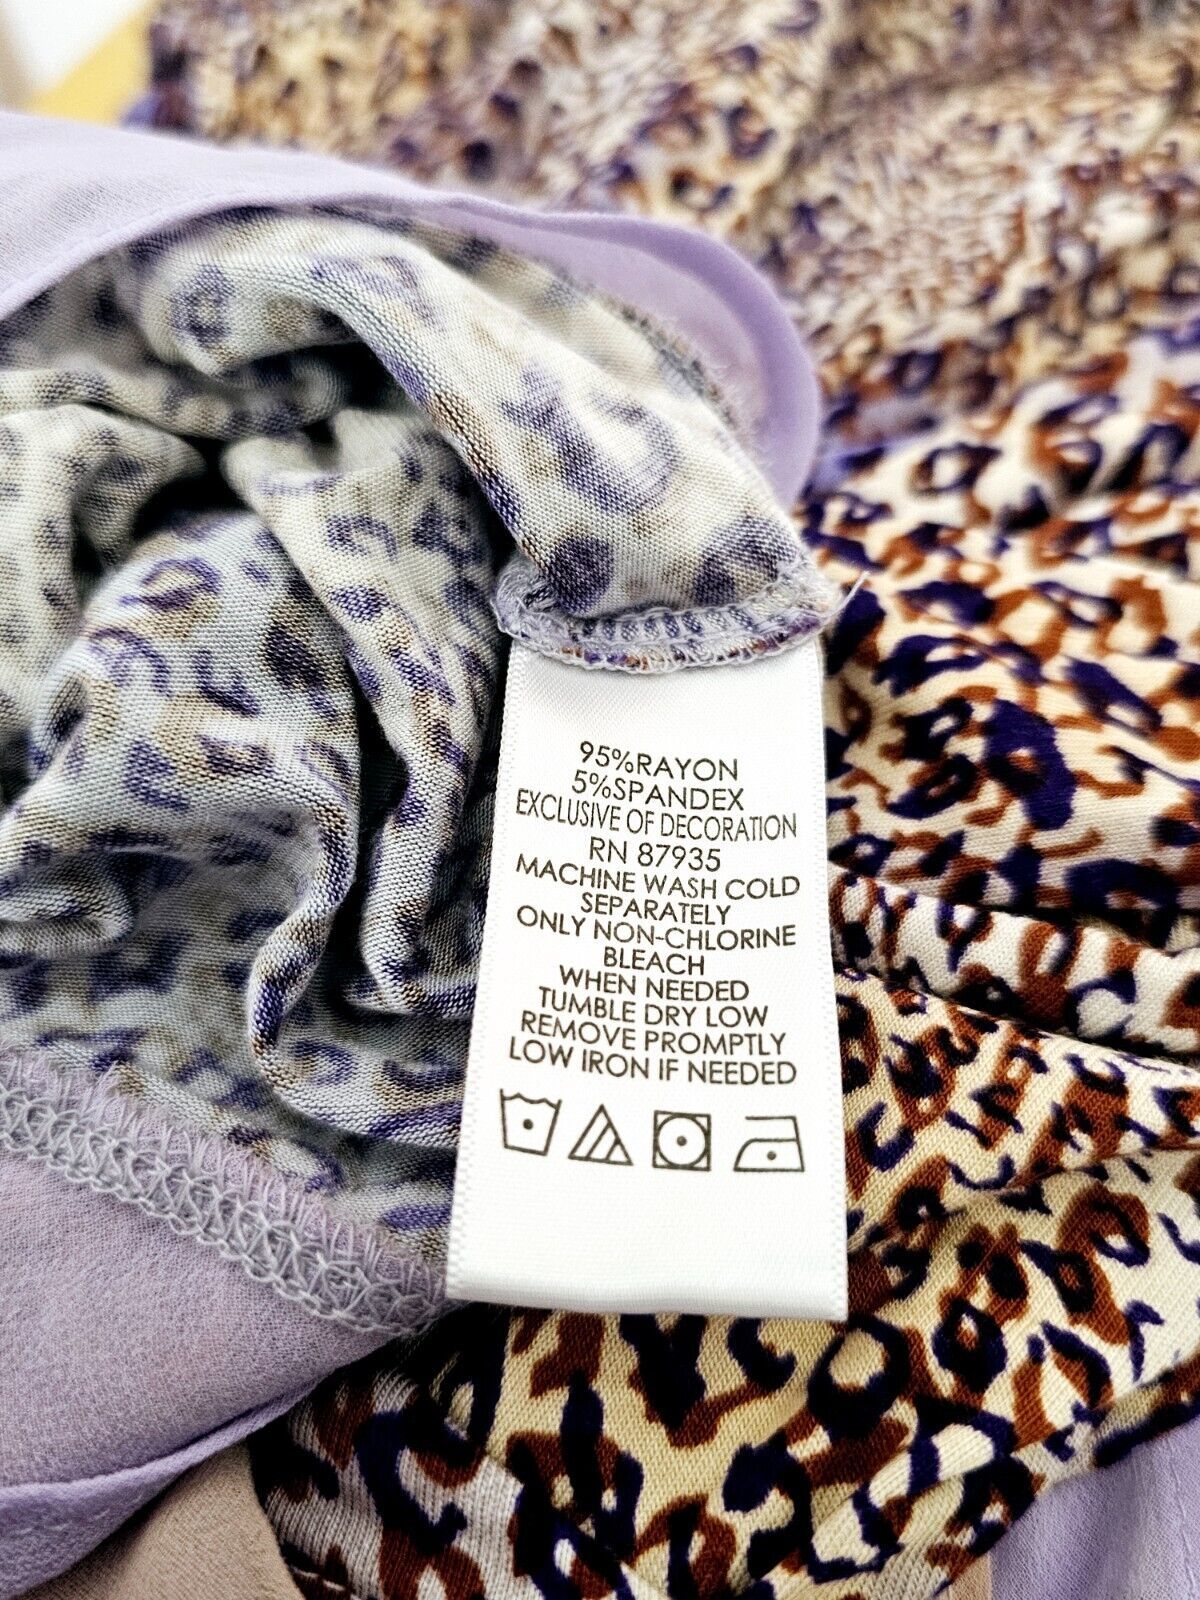 95%RAYON
5%SPANDEX
EXCLUSIVE OF DECORATION
RN 87935
MACHINE WASH COLD
SEPARATELY
ONLY NON-CHLORINE
BLEACH
WHEN NEEDED
TUMBLE DRY LOW
REMOVE PROMPTLY
LOW IRON IF NEEDED